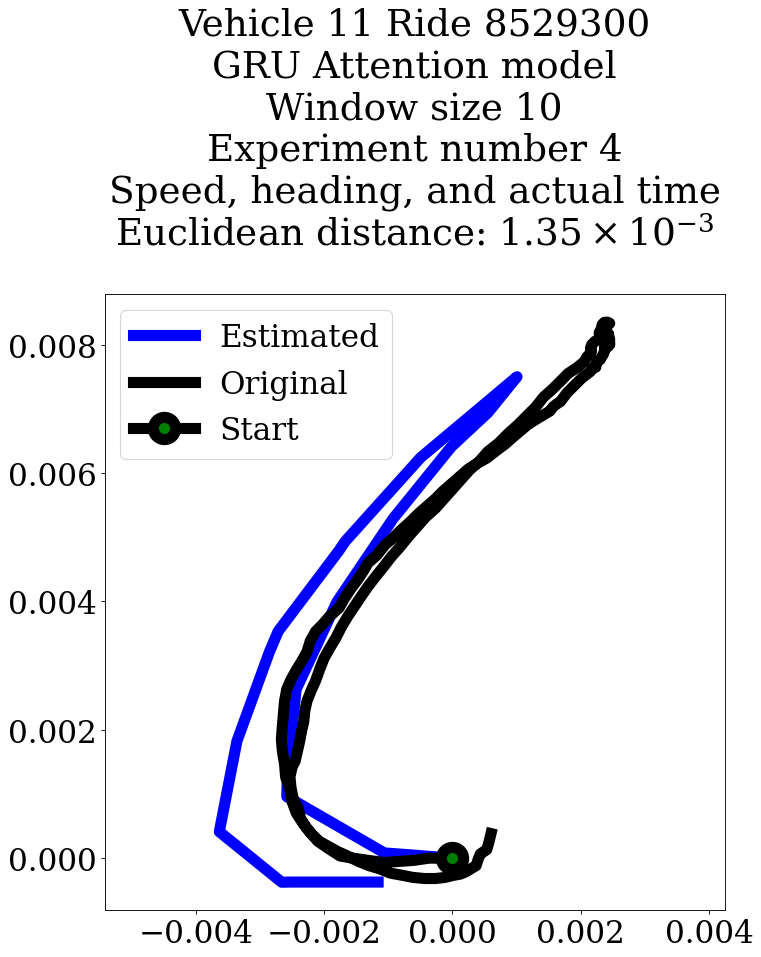 Vehicle 11 Ride 8529300
GRU Attention model
Window size 10
Experiment number 4
Speed, heading, and actual time
Euclidean distance: 1.35 × 10⁻³
Estimated
Original
Start
0.008
0.006
0.004
0.002
0.000
−0.004 −0.002 0.000 0.002 0.004